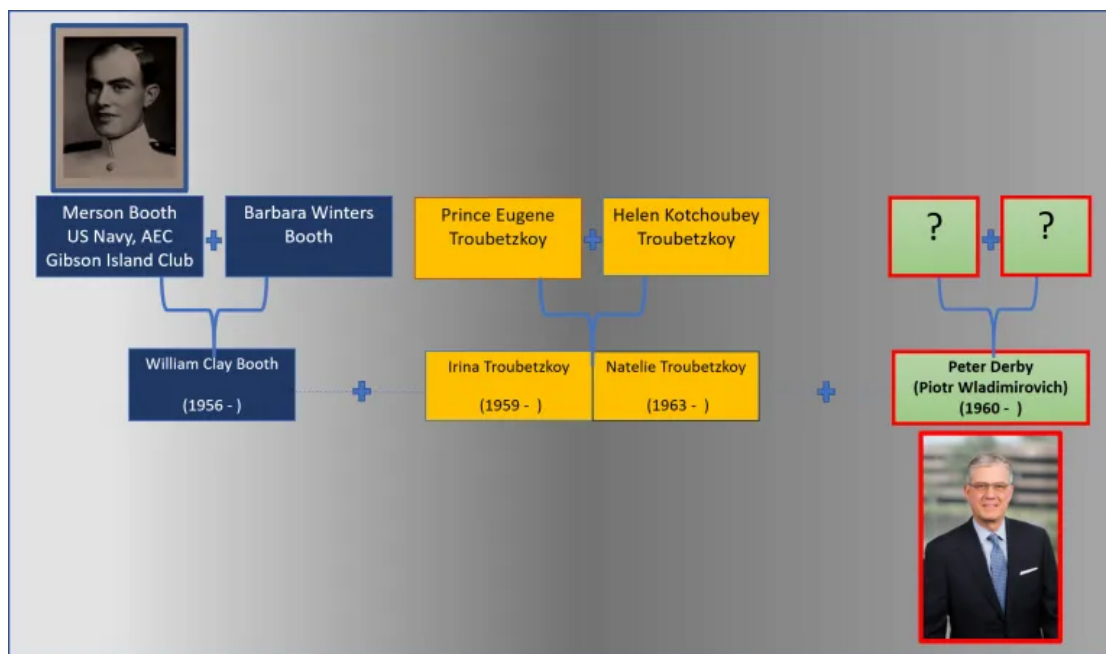 Merson Booth
US Navy, AEC
Gibson Island Club
Barbara Winters
Booth
Prince Eugene
Troubetzkoy
Helen Kotchoubey
Troubetzkoy
?
?
William Clay Booth
(1956 - )
Irina Troubetzkoy
(1959 - )
Natelie Troubetzkoy
(1963 - )
Peter Derby
(Piotr Wladimirovich)
(1960 - )